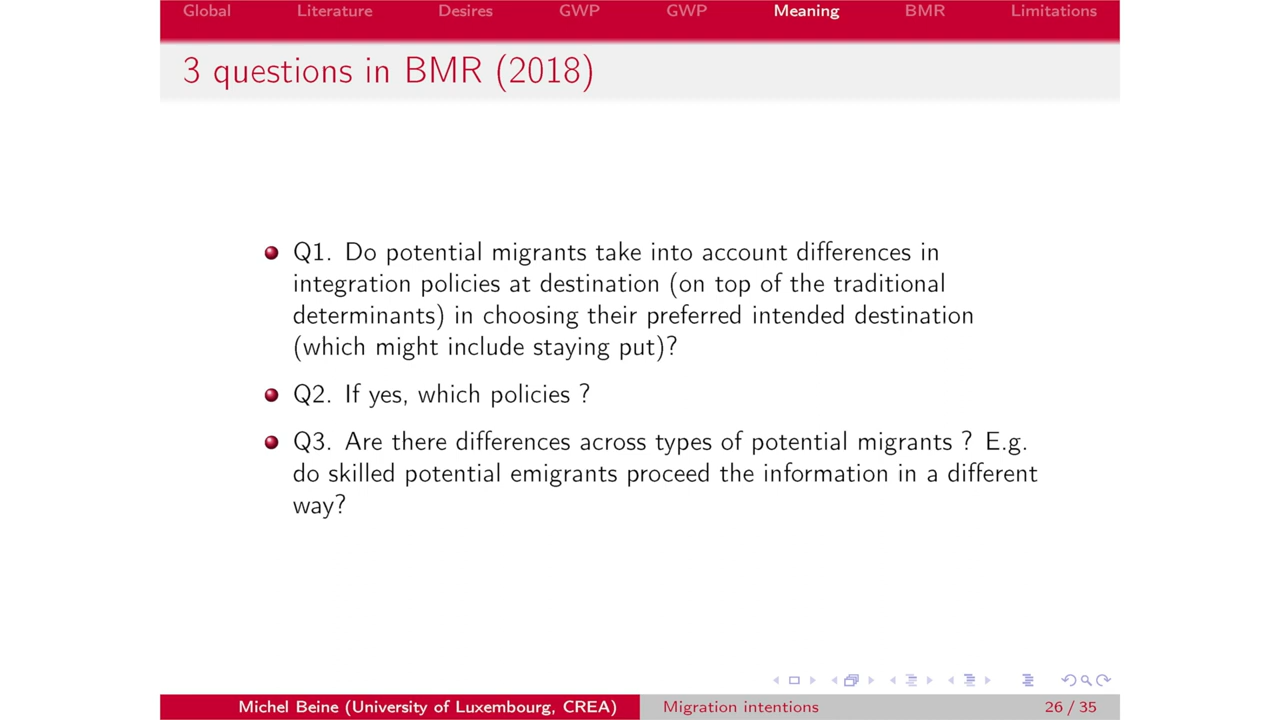 Global Literature Desires GWP GWP Meaning BMR Limitations
3 questions in BMR (2018)
Q1. Do potential migrants take into account differences in
integration policies at destination (on top of the traditional
determinants) in choosing their preferred intended destination
(which might include staying put)?
Q2. If yes, which policies ?
Q3. Are there differences across types of potential migrants ? E.g.
do skilled potential emigrants proceed the information in a different
way?
Michel Beine (University of Luxembourg, CREA) Migration intentions 26 / 35